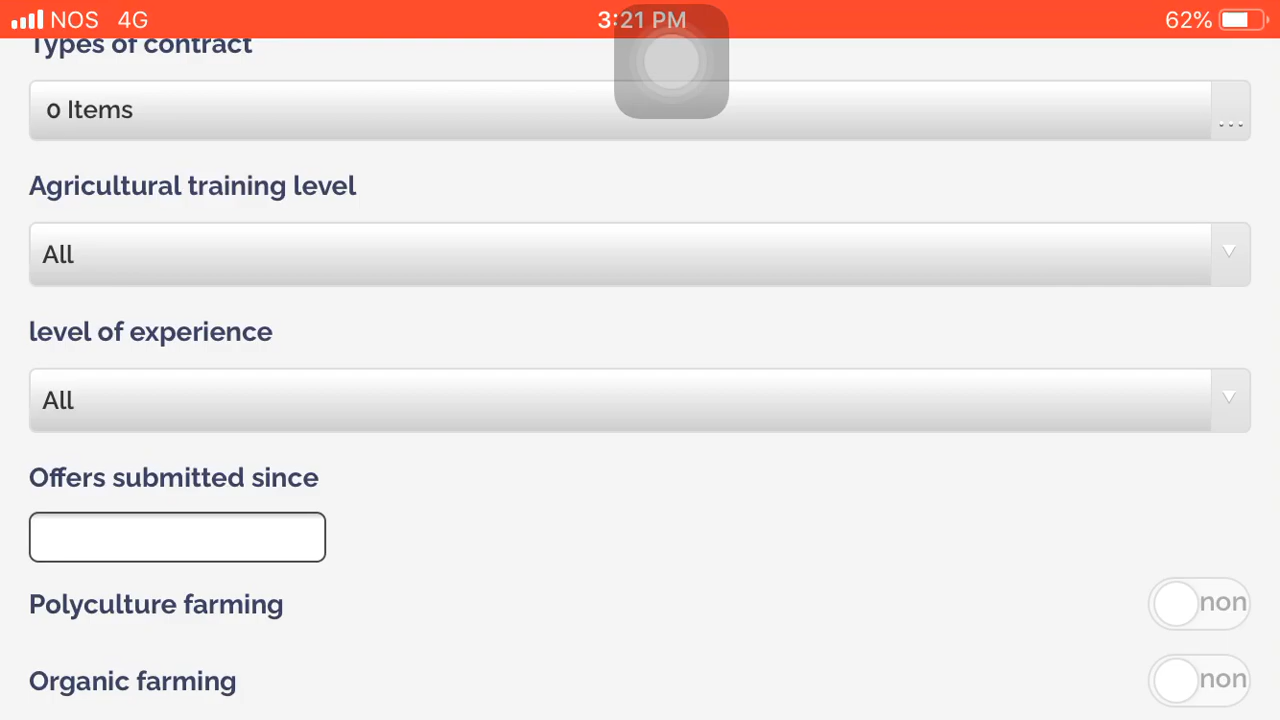 NOS 4G 3:21 PM 62%
Types of contract
0 Items
...
Agricultural training level
All
level of experience
All
Offers submitted since
Polyculture farming non
Organic farming non